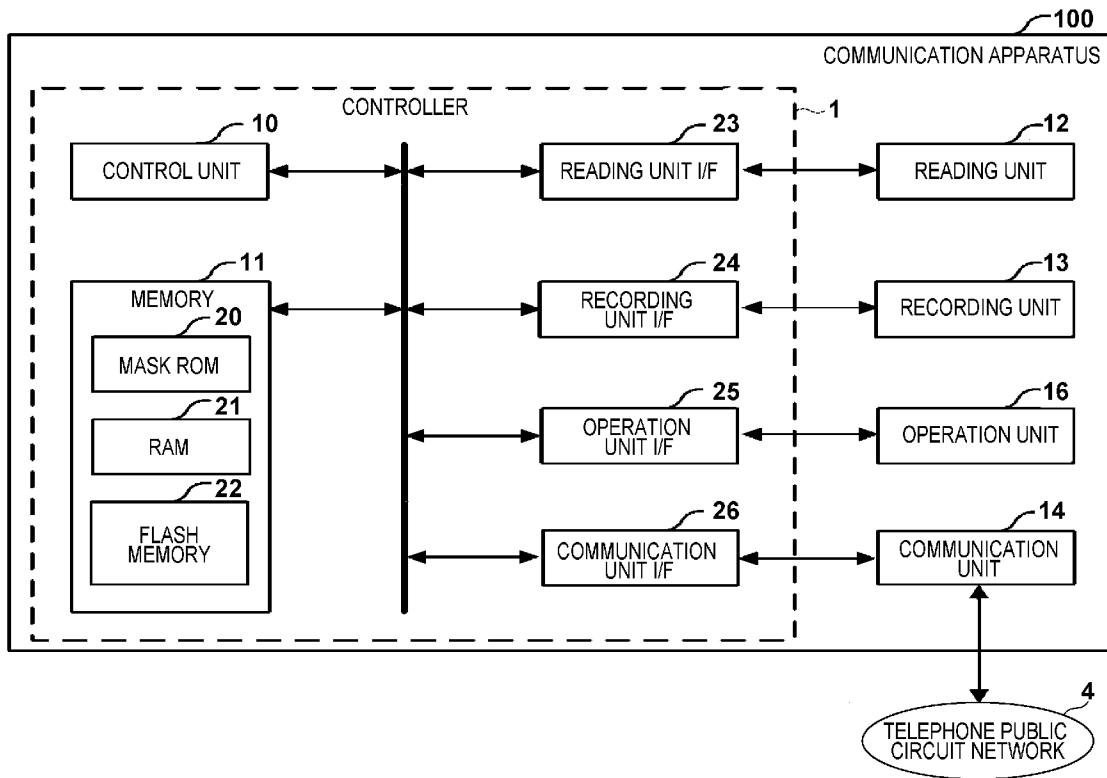 100
COMMUNICATION APPARATUS
CONTROLLER
1
10
CONTROL UNIT
23
READING UNIT I/F
12
READING UNIT
11
MEMORY
20
MASK ROM
21
RAM
22
FLASH
MEMORY
24
RECORDING
UNIT I/F
13
RECORDING UNIT
25
OPERATION
UNIT I/F
16
OPERATION UNIT
26
COMMUNICATION
UNIT I/F
14
COMMUNICATION
UNIT
4
TELEPHONE PUBLIC
CIRCUIT NETWORK